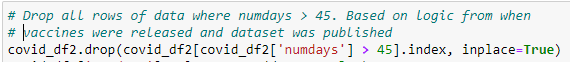 # Drop all rows of data where numdays > 45. Based on logic from when
# vaccines were released and dataset was published
covid_df2.drop(covid_df2[covid_df2['numdays'] > 45].index, inplace=True)